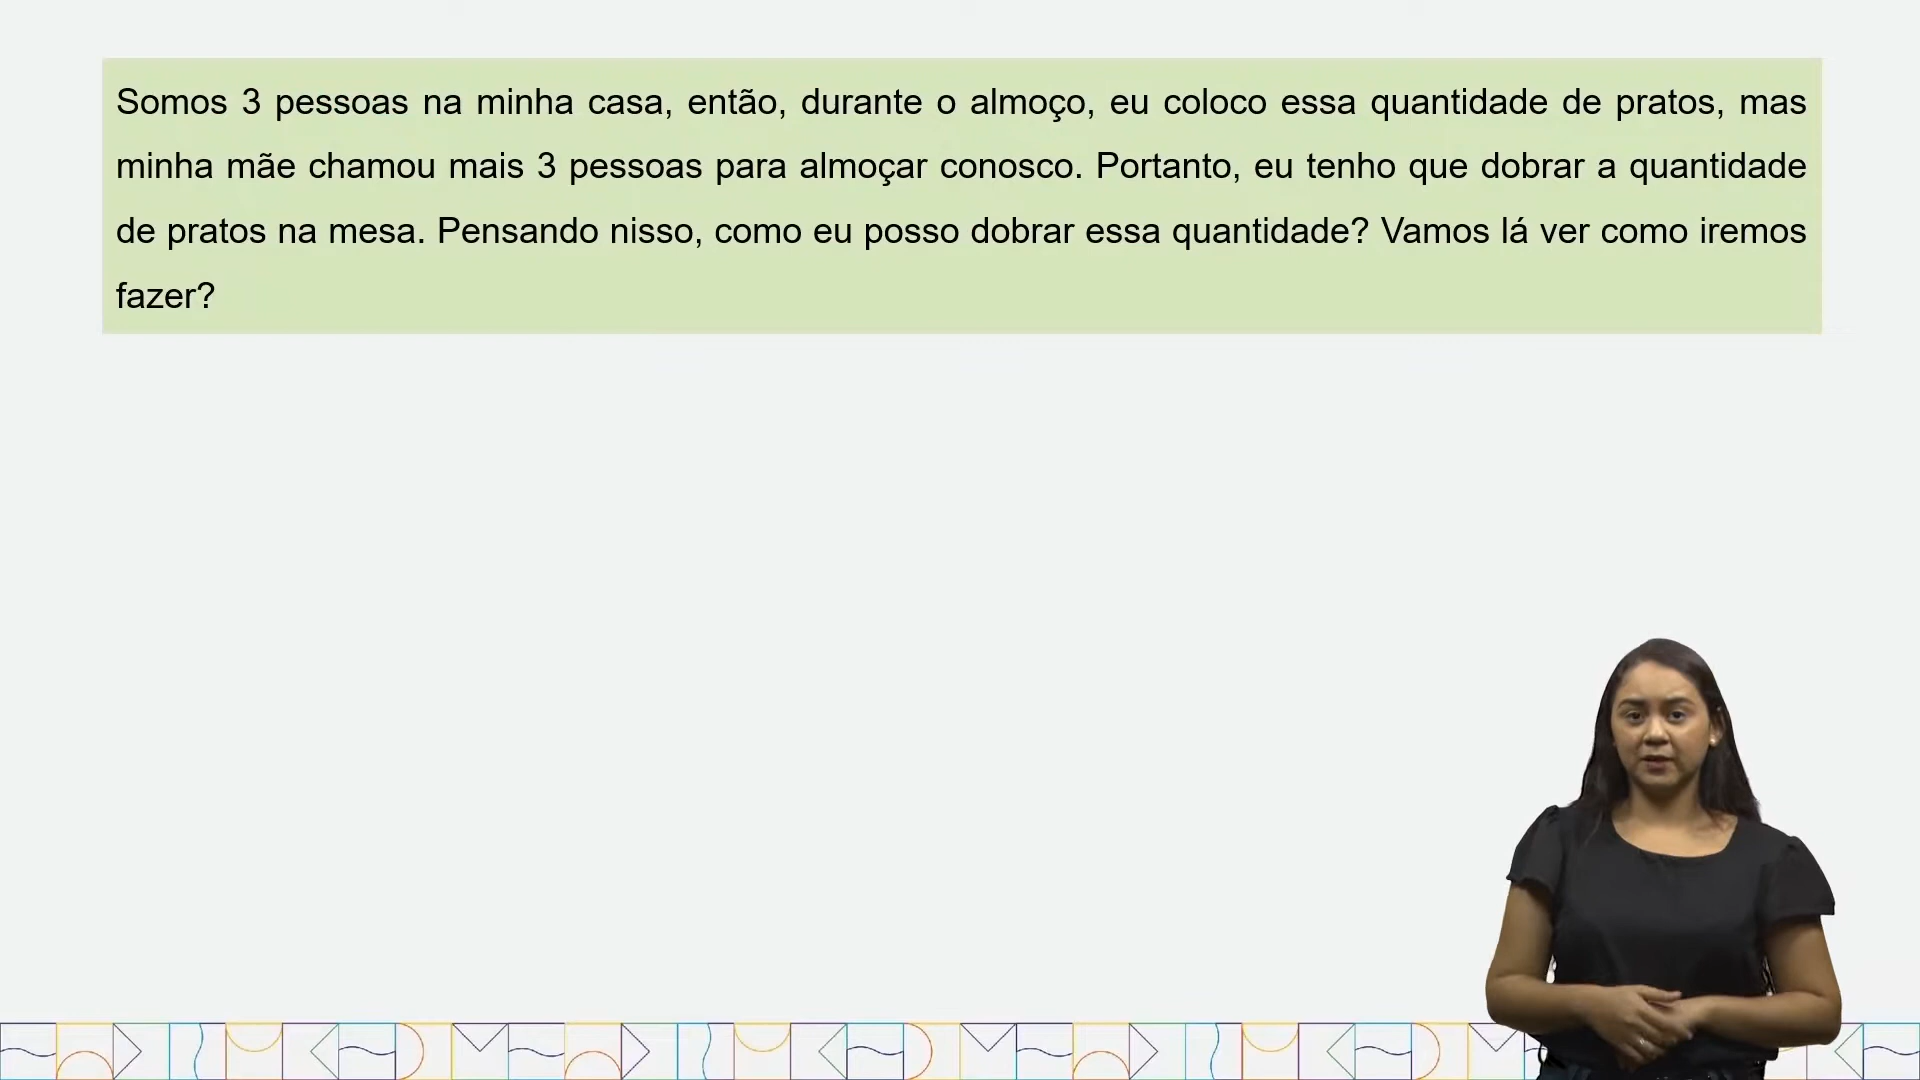 Somos 3 pessoas na minha casa, então, durante o almoço, eu coloco essa quantidade de pratos, mas
minha mãe chamou mais 3 pessoas para almoçar conosco. Portanto, eu tenho que dobrar a quantidade
de pratos na mesa. Pensando nisso, como eu posso dobrar essa quantidade? Vamos lá ver como iremos
fazer?